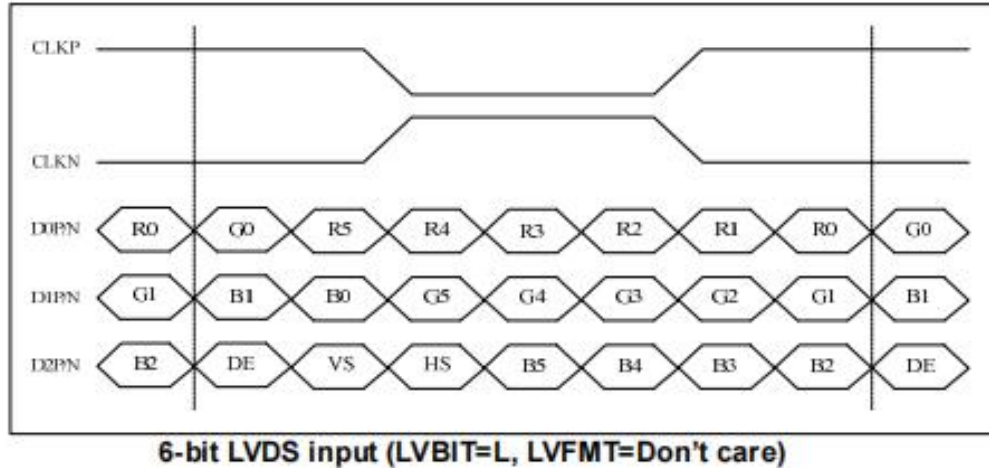 CLKP
CLKN
D0P/N R0 G0 R5 R4 R3 R2 R1 R0 G0
D1P/N G1 B1 B0 G5 G4 G3 G2 G1 B1
D2P/N B2 DE VS HS B5 B4 B3 B2 DE
6-bit LVDS input (LVBIT=L, LVFMT=Don't care)